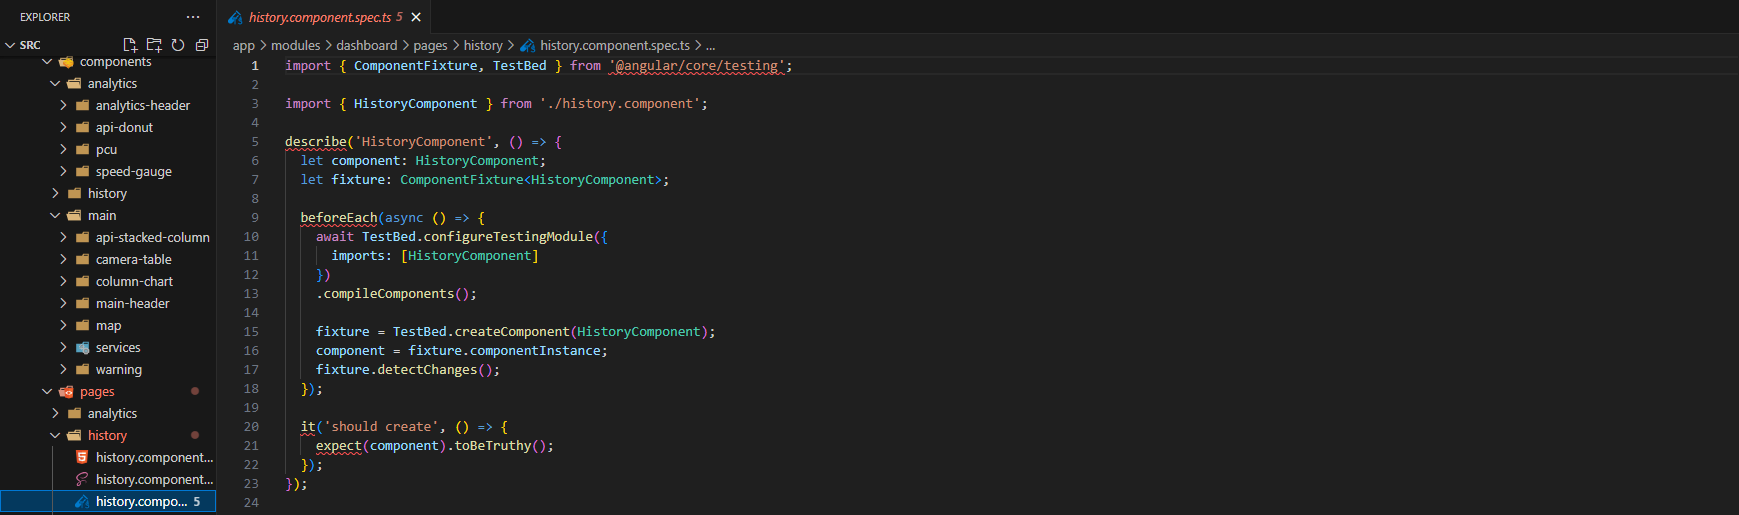 EXPLORER ...
SRC
components
analytics
analytics-header
api-donut
pcu
speed-gauge
history
main
api-stacked-column
camera-table
column-chart
main-header
map
services
warning
pages
analytics
history
history.component...
history.component...
history.compo... 5
history.component.spec.ts 5
app > modules > dashboard > pages > history > history.component.spec.ts > ...
1 import { ComponentFixture, TestBed } from '@angular/core/testing';
2
3 import { HistoryComponent } from './history.component';
4
5 describe('HistoryComponent', () => {
6   let component: HistoryComponent;
7   let fixture: ComponentFixture<HistoryComponent>;
8
9   beforeEach(async () => {
10     await TestBed.configureTestingModule({
11       imports: [HistoryComponent]
12     })
13     .compileComponents();
14
15     fixture = TestBed.createComponent(HistoryComponent);
16     component = fixture.componentInstance;
17     fixture.detectChanges();
18   });
19
20   it('should create', () => {
21     expect(component).toBeTruthy();
22   });
23 });
24